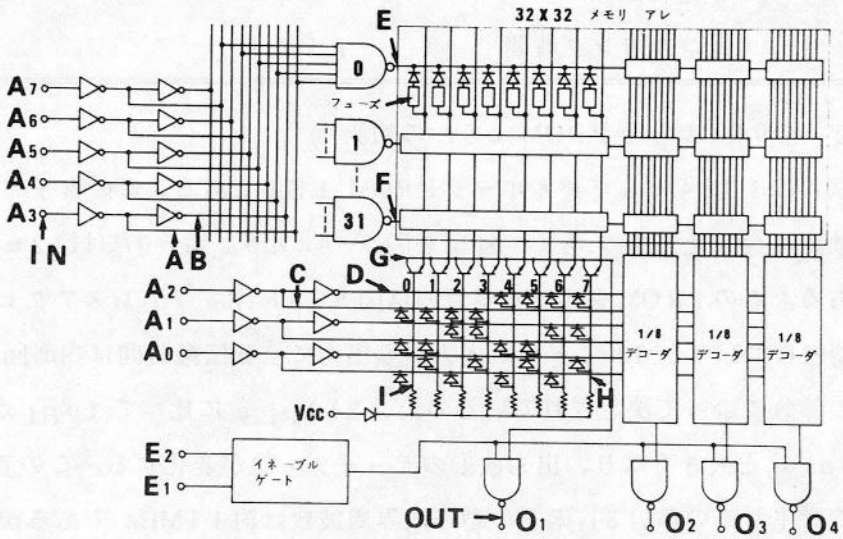 32 X 32 メモリ アレ
E
A7
A6
A5
A4
A3
IN
0
1
31
フューズ
F
A
B
C
G
D
0 1 2 3 4 5 6 7
A2
A1
A0
1/8 デコーダ
1/8 デコーダ
1/8 デコーダ
I
H
Vcc
E2
E1
イネーブル
ゲート
OUT
O1
O2
O3
O4